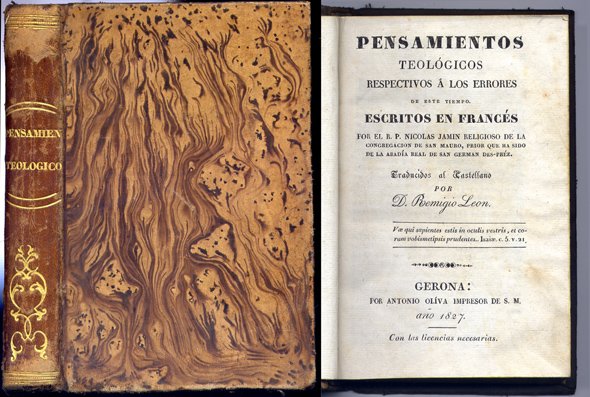 PENSAMIEN
TEOLOGICO
PENSAMIENTOS
TEOLÓGICOS
RESPECTIVOS Á LOS ERRORES
DE ESTE TIEMPO.
ESCRITOS EN FRANCÉS
POR EL R. P. NICOLAS JAMIN RELIGIOSO DE LA
CONGREGACION DE SAN MAURO, PRIOR QUE HA SIDO
DE LA ABADÍA REAL DE SAN GERMAN DES-PRÉZ.
Traducidos al Castellano
POR
D. Remigio Leon.
Væ qui sapientes estis in oculis vestris, et co-
ram vobismetipsis prudentes. Isaiæ. c. 5. v. 21
GERONA:
POR ANTONIO OLÍVA IMPRESOR DE S. M.
año 1827.
Con las licencias necesarias.